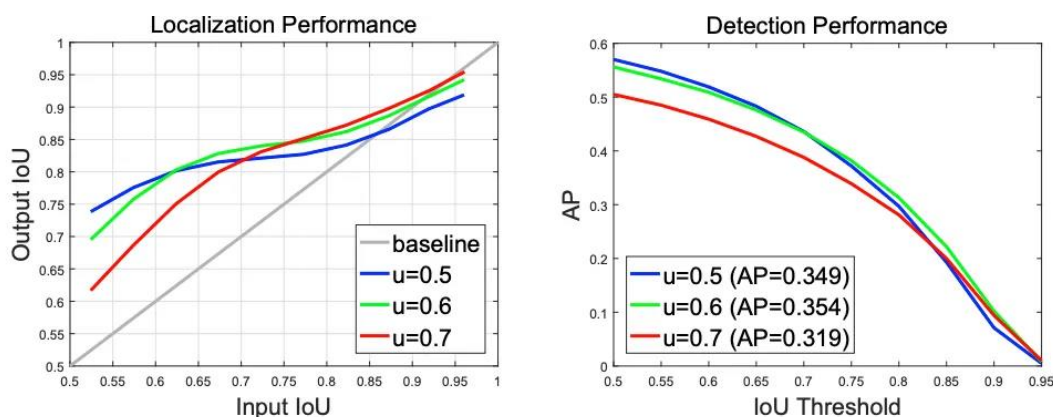 Localization Performance
Output IoU
1
0.95
0.9
0.85
0.8
0.75
0.7
0.65
0.6
0.55
0.5
baseline
u=0.5
u=0.6
u=0.7
0.5 0.55 0.6 0.65 0.7 0.75 0.8 0.85 0.9 0.95 1
Input IoU
Detection Performance
AP
0.6
0.5
0.4
0.3
0.2
0.1
0
u=0.5 (AP=0.349)
u=0.6 (AP=0.354)
u=0.7 (AP=0.319)
0.5 0.55 0.6 0.65 0.7 0.75 0.8 0.85 0.9 0.95
IoU Threshold